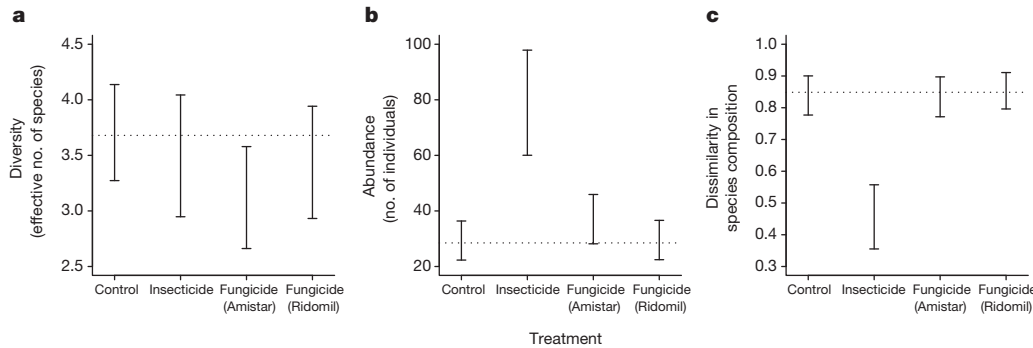 a
Diversity
(effective no. of species)
4.5
4.0
3.5
3.0
2.5
Control
Insecticide
Fungicide
(Amistar)
Fungicide
(Ridomil)
b
Abundance
(no. of individuals)
100
80
60
40
20
Control
Insecticide
Fungicide
(Amistar)
Fungicide
(Ridomil)
c
Dissimilarity in
species composition
1.0
0.9
0.8
0.7
0.6
0.5
0.4
0.3
Control
Insecticide
Fungicide
(Amistar)
Fungicide
(Ridomil)
Treatment